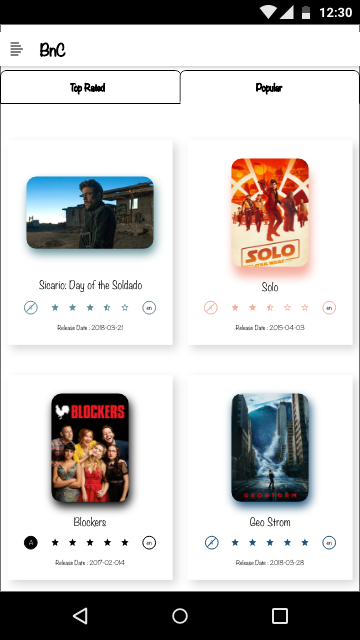 12:30
BnC
Top Rated
Popular
SOLO
STAR WARS
Sicario: Day of the Soldado
Solo
A en
A en
Release Date : 2018-03-21
Release Date : 2015-04-03
BLOCKERS
GEOSTORM
Blockers
Geo Strom
A en
A en
Release Date : 2017-02-014
Release Date : 2018-03-28